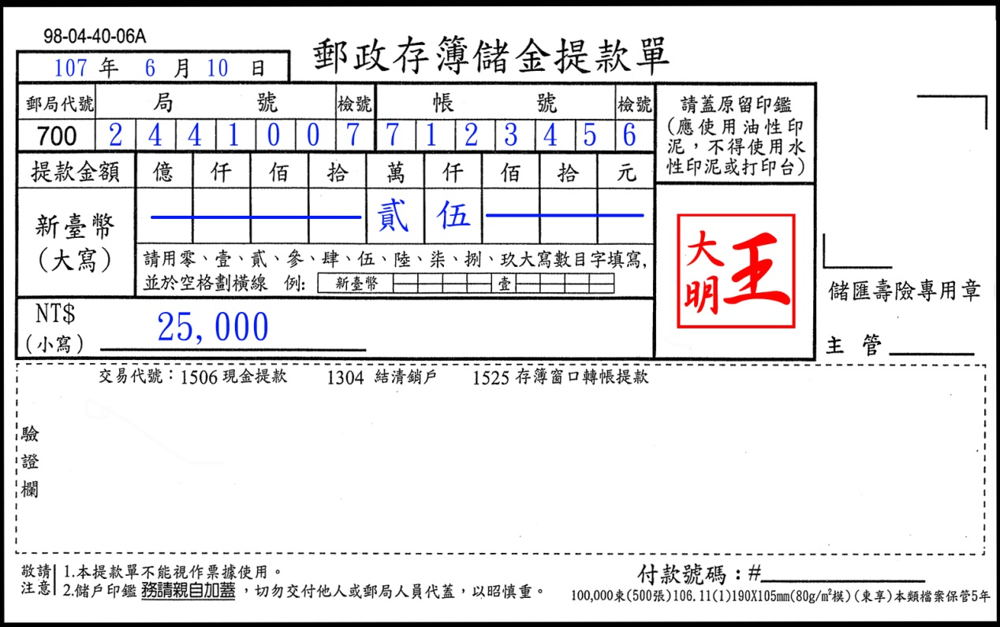 98-04-40-06A
郵政存簿儲金提款單
107 年 6 月 10 日
郵局代號 局 號 檢號 帳 號 檢號
700 2 4 4 1 0 0 7 7 1 2 3 4 5 6
請蓋原留印鑑
(應使用油性印
泥，不得使用水
性印泥或打印台)
提款金額 億 仟 佰 拾 萬 仟 佰 拾 元
新臺幣
(大寫)
貳 伍
請用零、壹、貳、參、肆、伍、陸、柒、捌、玖大寫數目字填寫,
並於空格劃橫線 例: 新臺幣 壹
王大明
NT$
(小寫)
25,000
儲匯壽險專用章
主 管
交易代號：1506 現金提款 1304 結清銷戶 1525 存簿窗口轉帳提款
驗證欄
敬請注意
1.本提款單不能視作票據使用。
2.儲戶印鑑 務請親自加蓋，切勿交付他人或郵局人員代蓋，以昭慎重。
付款號碼：#
100,000束(500張)106.11(1)190X105mm(80g/m²模)(東享)本類檔案保管5年